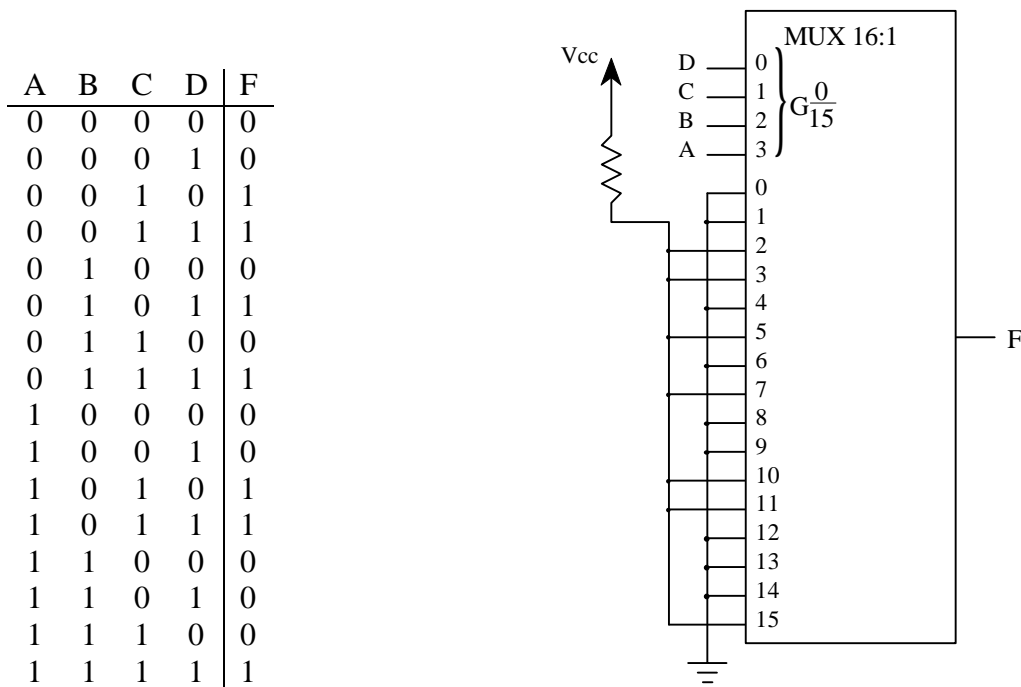 A B C D F
0 0 0 0 0
0 0 0 1 0
0 0 1 0 1
0 0 1 1 1
0 1 0 0 0
0 1 0 1 1
0 1 1 0 0
0 1 1 1 1
1 0 0 0 0
1 0 0 1 0
1 0 1 0 1
1 0 1 1 1
1 1 0 0 0
1 1 0 1 0
1 1 1 0 0
1 1 1 1 1
Vcc
MUX 16:1
D 0
C 1
B 2
A 3
G 0
15
0
1
2
3
4
5
6
7
8
9
10
11
12
13
14
15
F